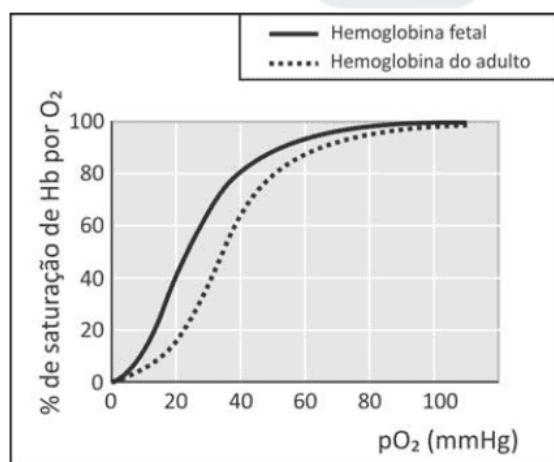 Hemoglobina fetal
Hemoglobina do adulto
% de saturação de Hb por O₂
100
80
60
40
20
0
0 20 40 60 80 100
pO₂ (mmHg)